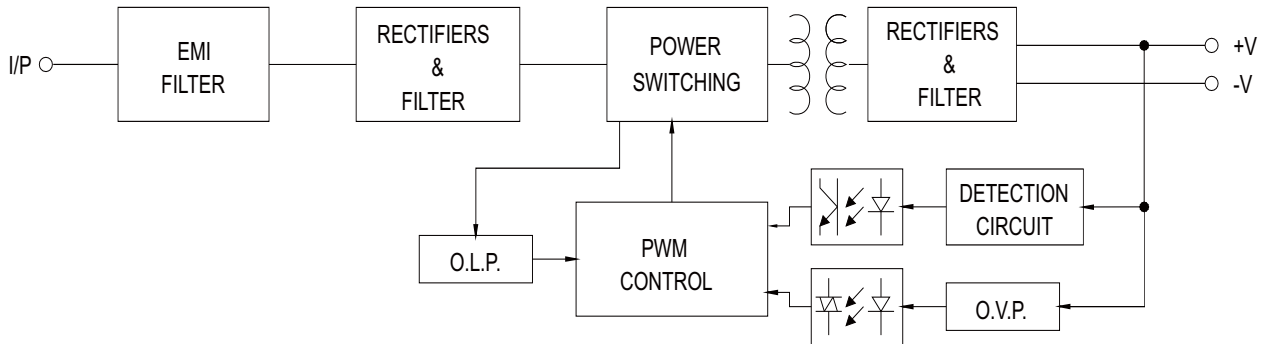 I/P
EMI
FILTER
RECTIFIERS
&
FILTER
POWER
SWITCHING
RECTIFIERS
&
FILTER
+V
-V
O.L.P.
PWM
CONTROL
DETECTION
CIRCUIT
O.V.P.